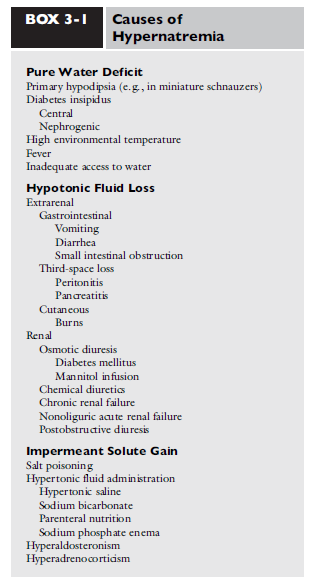 BOX 3-1
Causes of
Hypernatremia
Pure Water Deficit
Primary hypodipsia (e.g., in miniature schnauzers)
Diabetes insipidus
Central
Nephrogenic
High environmental temperature
Fever
Inadequate access to water
Hypotonic Fluid Loss
Extrarenal
Gastrointestinal
Vomiting
Diarrhea
Small intestinal obstruction
Third-space loss
Peritonitis
Pancreatitis
Cutaneous
Burns
Renal
Osmotic diuresis
Diabetes mellitus
Mannitol infusion
Chemical diuretics
Chronic renal failure
Nonoliguric acute renal failure
Postobstructive diuresis
Impermeant Solute Gain
Salt poisoning
Hypertonic fluid administration
Hypertonic saline
Sodium bicarbonate
Parenteral nutrition
Sodium phosphate enema
Hyperaldosteronism
Hyperadrenocorticism